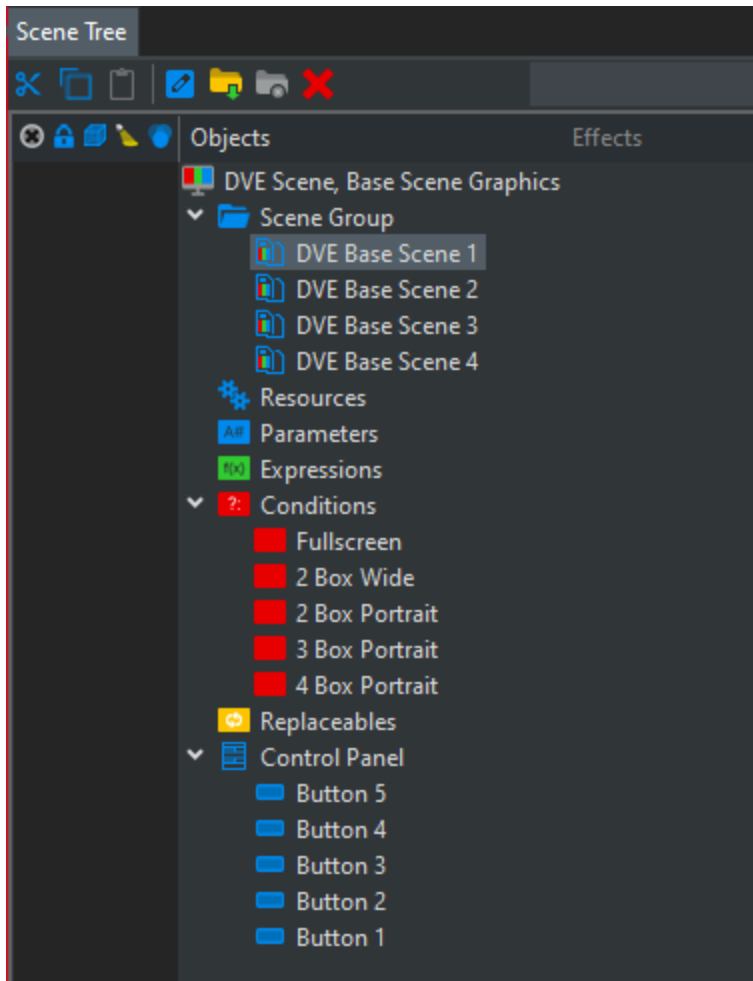 Scene Tree
Objects Effects
DVE Scene, Base Scene Graphics
Scene Group
DVE Base Scene 1
DVE Base Scene 2
DVE Base Scene 3
DVE Base Scene 4
Resources
A# Parameters
f(x) Expressions
?: Conditions
Fullscreen
2 Box Wide
2 Box Portrait
3 Box Portrait
4 Box Portrait
Replaceables
Control Panel
Button 5
Button 4
Button 3
Button 2
Button 1